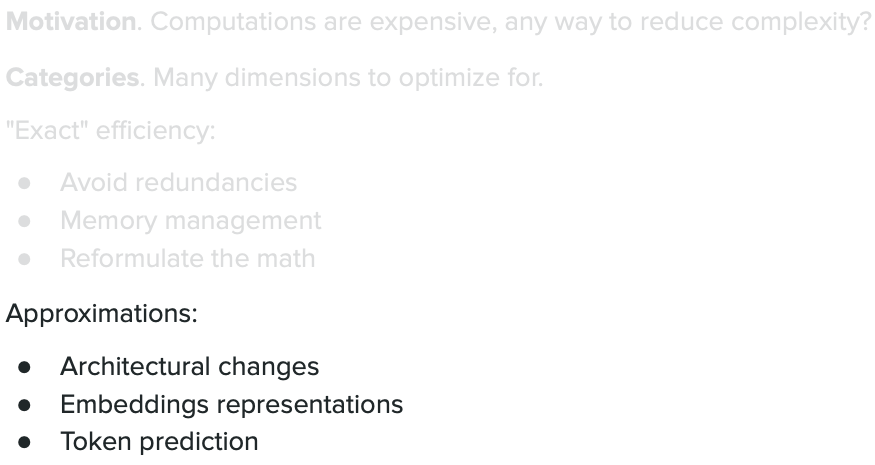 Motivation. Computations are expensive, any way to reduce complexity?
Categories. Many dimensions to optimize for.
"Exact" efficiency:
● Avoid redundancies
● Memory management
● Reformulate the math
Approximations:
● Architectural changes
● Embeddings representations
● Token prediction